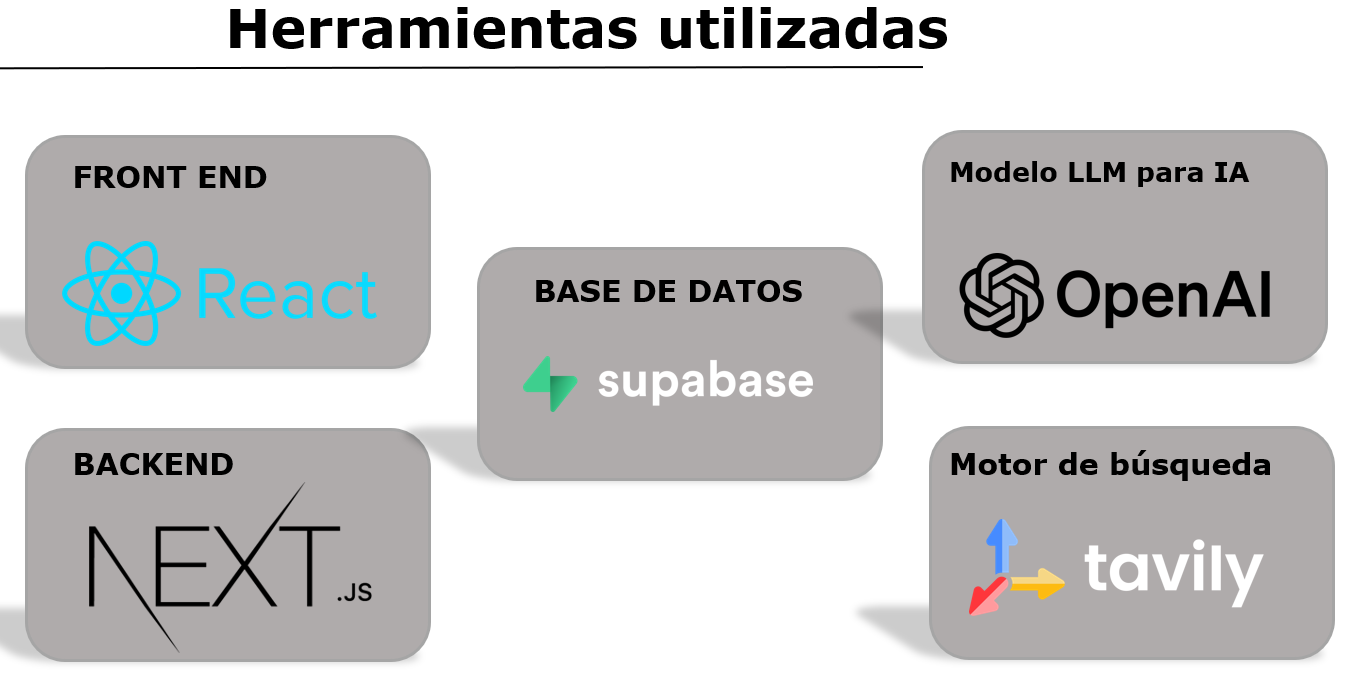 Herramientas utilizadas
FRONT END
React
BACKEND
NEXT.JS
BASE DE DATOS
supabase
Modelo LLM para IA
OpenAI
Motor de búsqueda
tavily